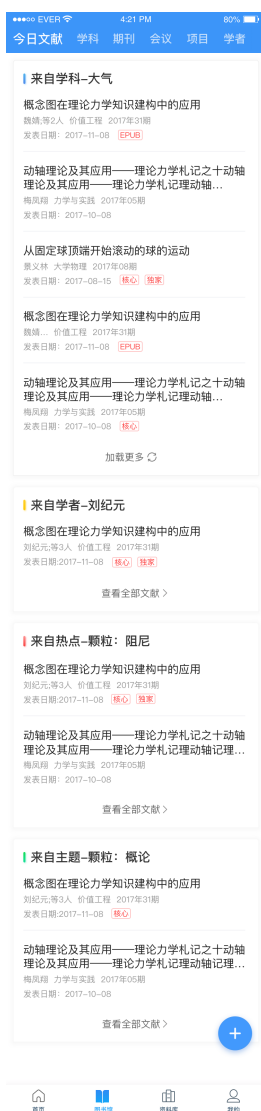 EVER 4:21 PM 80%
今日文献 学科 期刊 会议 项目 学者
来自学科-大气
概念图在理论力学知识建构中的应用
魏婧;等2人 价值工程 2017年31期
发表日期: 2017-11-08 EPUB
动轴理论及其应用——理论力学札记之十动轴
理论及其应用——理论力学札记理动轴...
梅凤翔 力学与实践 2017年05期
发表日期: 2017-10-08
从固定球顶端开始滚动的球的运动
景义林 大学物理 2017年08期
发表日期: 2017-08-15 核心 独家
概念图在理论力学知识建构中的应用
魏婧... 价值工程 2017年31期
发表日期: 2017-11-08 EPUB
动轴理论及其应用——理论力学札记之十动轴
理论及其应用——理论力学札记理动轴...
梅凤翔 力学与实践 2017年05期
发表日期: 2017-10-08 核心
加载更多
来自学者-刘纪元
概念图在理论力学知识建构中的应用
刘纪元;等3人 价值工程 2017年31期
发表日期:2017-11-08 核心 独家
查看全部文献
来自热点-颗粒：阻尼
概念图在理论力学知识建构中的应用
刘纪元;等3人 价值工程 2017年31期
发表日期:2017-11-08 核心 独家
动轴理论及其应用——理论力学札记之十动轴
理论及其应用——理论力学札记理动轴记理...
梅凤翔 力学与实践 2017年05期
发表日期: 2017-10-08
查看全部文献
来自主题-颗粒：概论
概念图在理论力学知识建构中的应用
刘纪元;等3人 价值工程 2017年31期
发表日期:2017-11-08 核心
动轴理论及其应用——理论力学札记之十动轴
理论及其应用——理论力学札记理动轴记理...
梅凤翔 力学与实践 2017年05期
发表日期: 2017-10-08
查看全部文献
首页 我的